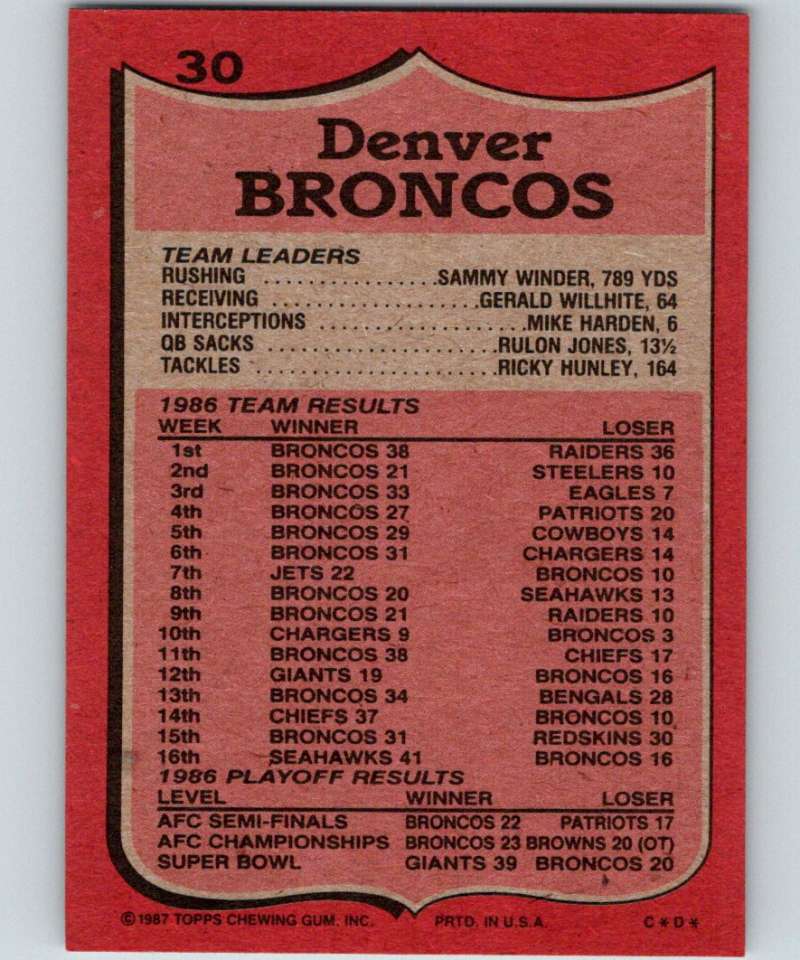 30
Denver
BRONCOS
TEAM LEADERS
RUSHING ..................SAMMY WINDER, 789 YDS
RECEIVING .....................GERALD WILLHITE, 64
INTERCEPTIONS .....................MIKE HARDEN, 6
QB SACKS .......................RULON JONES, 13½
TACKLES ........................RICKY HUNLEY, 164
1986 TEAM RESULTS
WEEK WINNER LOSER
1st BRONCOS 38 RAIDERS 36
2nd BRONCOS 21 STEELERS 10
3rd BRONCOS 33 EAGLES 7
4th BRONCOS 27 PATRIOTS 20
5th BRONCOS 29 COWBOYS 14
6th BRONCOS 31 CHARGERS 14
7th JETS 22 BRONCOS 10
8th BRONCOS 20 SEAHAWKS 13
9th BRONCOS 21 RAIDERS 10
10th CHARGERS 9 BRONCOS 3
11th BRONCOS 38 CHIEFS 17
12th GIANTS 19 BRONCOS 16
13th BRONCOS 34 BENGALS 28
14th CHIEFS 37 BRONCOS 10
15th BRONCOS 31 REDSKINS 30
16th SEAHAWKS 41 BRONCOS 16
1986 PLAYOFF RESULTS
LEVEL WINNER LOSER
AFC SEMI-FINALS BRONCOS 22 PATRIOTS 17
AFC CHAMPIONSHIPS BRONCOS 23 BROWNS 20 (OT)
SUPER BOWL GIANTS 39 BRONCOS 20
©1987 TOPPS CHEWING GUM, INC. PRTD. IN U.S.A. C*D*